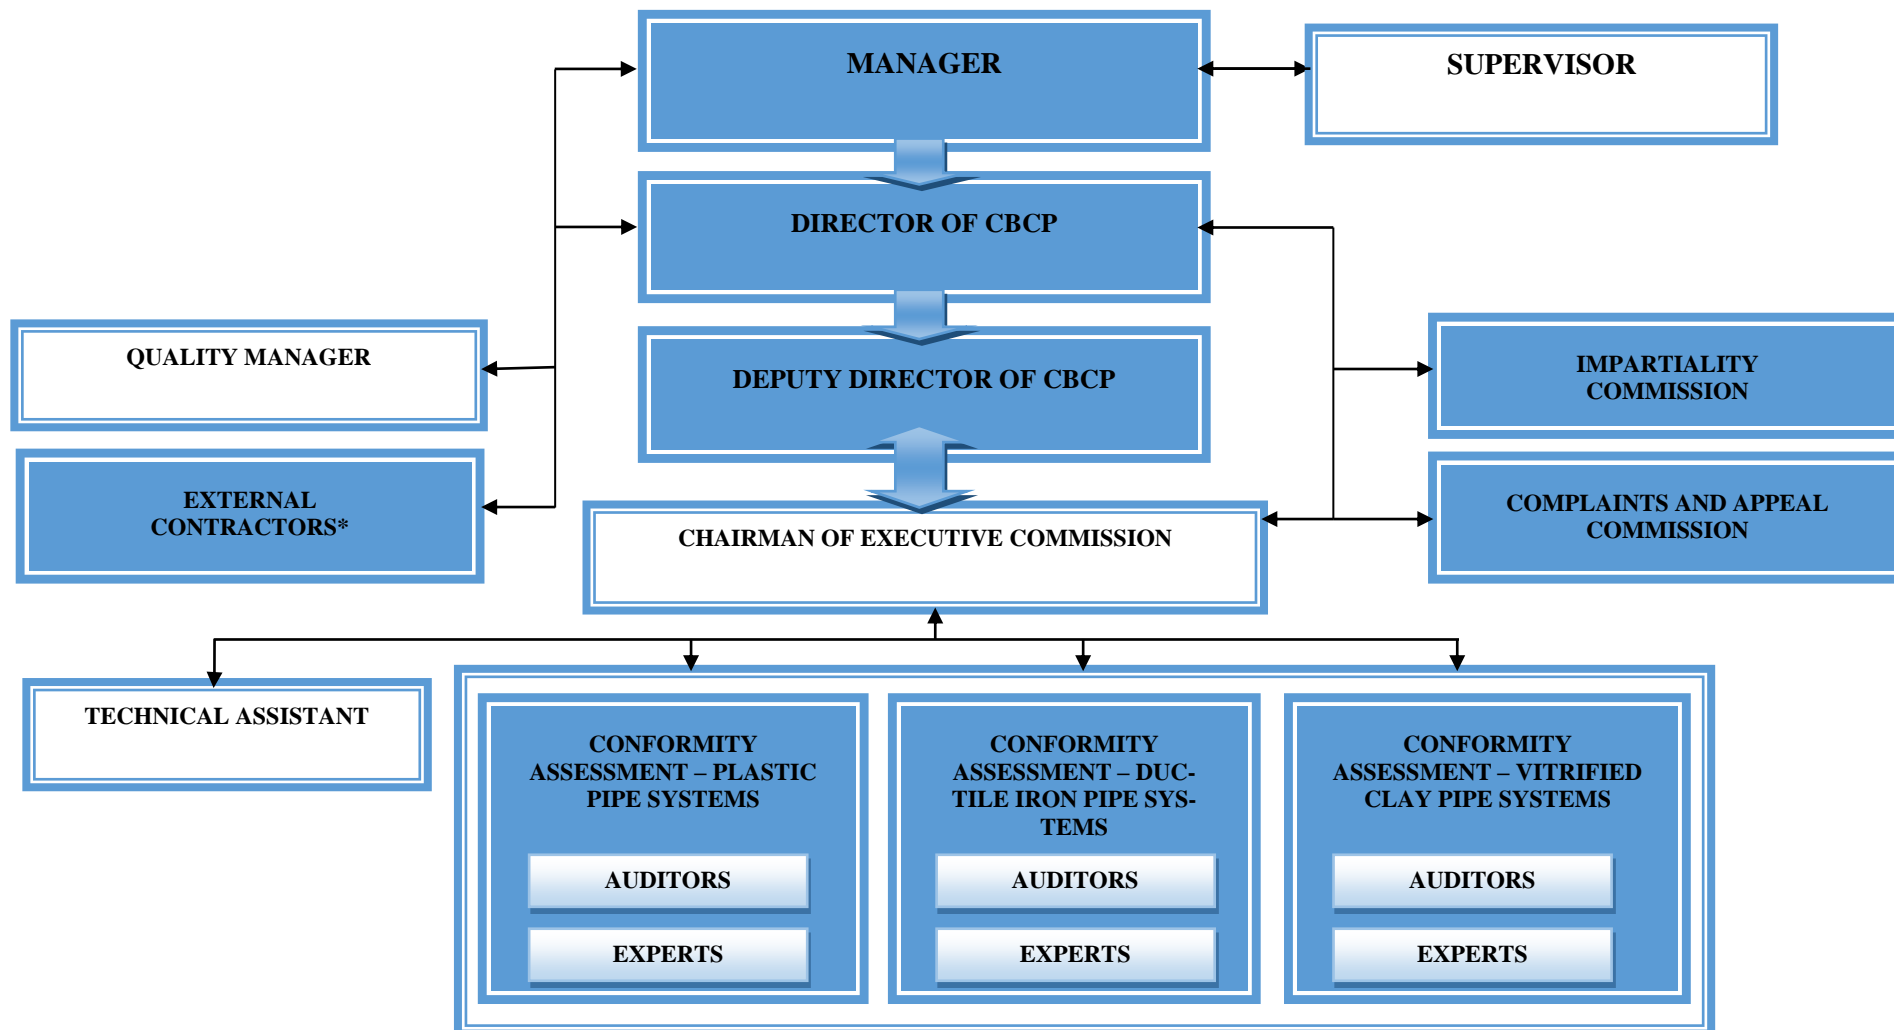 MANAGER
SUPERVISOR
DIRECTOR OF CBCP
QUALITY MANAGER
DEPUTY DIRECTOR OF CBCP
IMPARTIALITY
COMMISSION
EXTERNAL
CONTRACTORS*
COMPLAINTS AND APPEAL
COMMISSION
CHAIRMAN OF EXECUTIVE COMMISSION
TECHNICAL ASSISTANT
CONFORMITY
ASSESSMENT – PLASTIC
PIPE SYSTEMS
AUDITORS
EXPERTS
CONFORMITY
ASSESSMENT – DUC-
TILE IRON PIPE SYS-
TEMS
AUDITORS
EXPERTS
CONFORMITY
ASSESSMENT – VITRIFIED
CLAY PIPE SYSTEMS
AUDITORS
EXPERTS